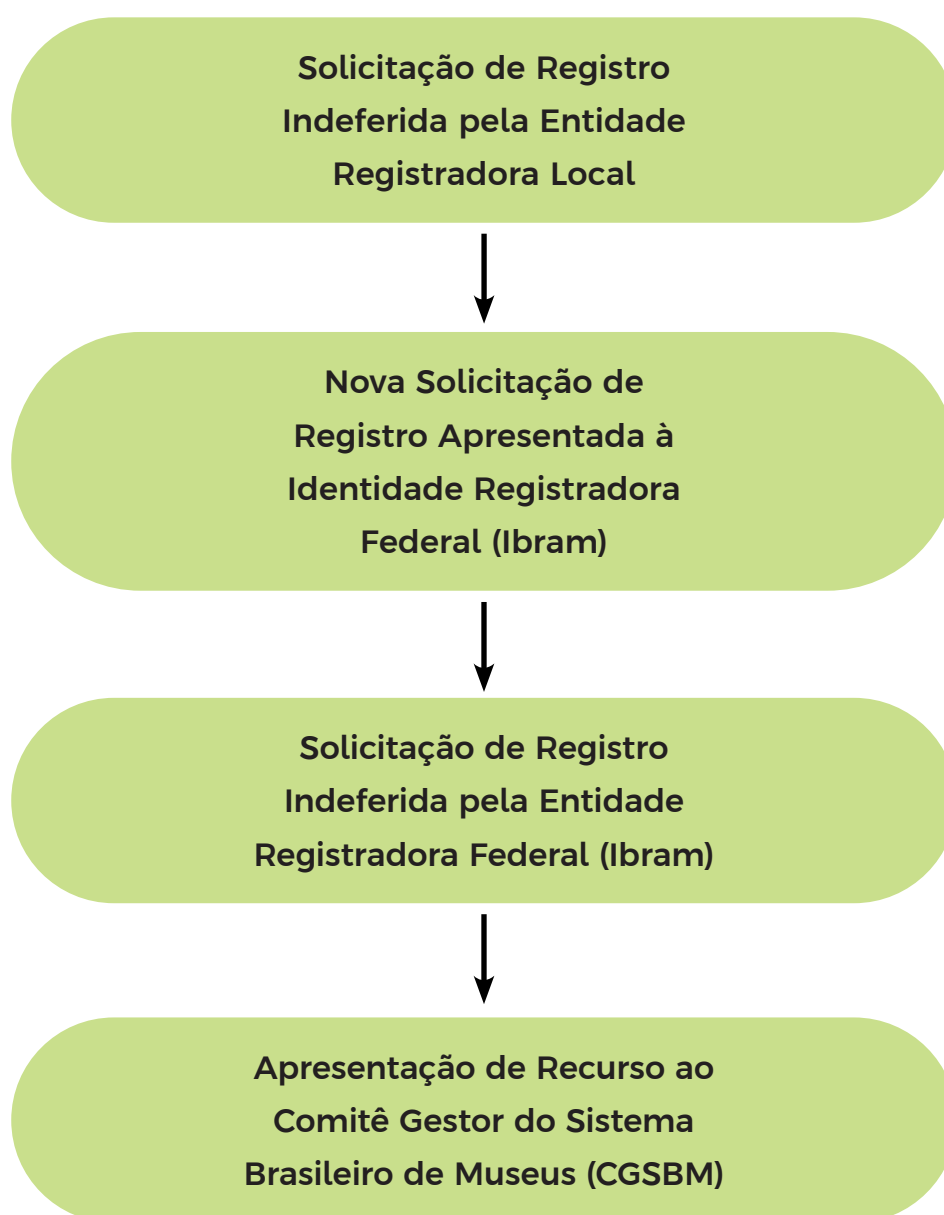 Solicitação de Registro
Indeferida pela Entidade
Registradora Local
Nova Solicitação de
Registro Apresentada à
Identidade Registradora
Federal (Ibram)
Solicitação de Registro
Indeferida pela Entidade
Registradora Federal (Ibram)
Apresentação de Recurso ao
Comitê Gestor do Sistema
Brasileiro de Museus (CGSBM)